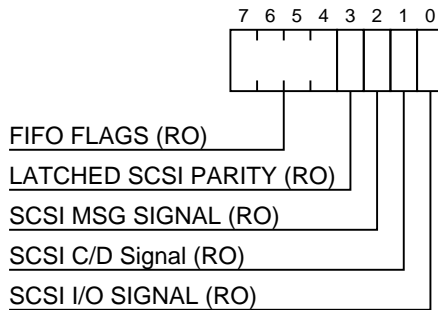 7 6 5 4 3 2 1 0
FIFO FLAGS (RO)
LATCHED SCSI PARITY (RO)
SCSI MSG SIGNAL (RO)
SCSI C/D Signal (RO)
SCSI I/O SIGNAL (RO)